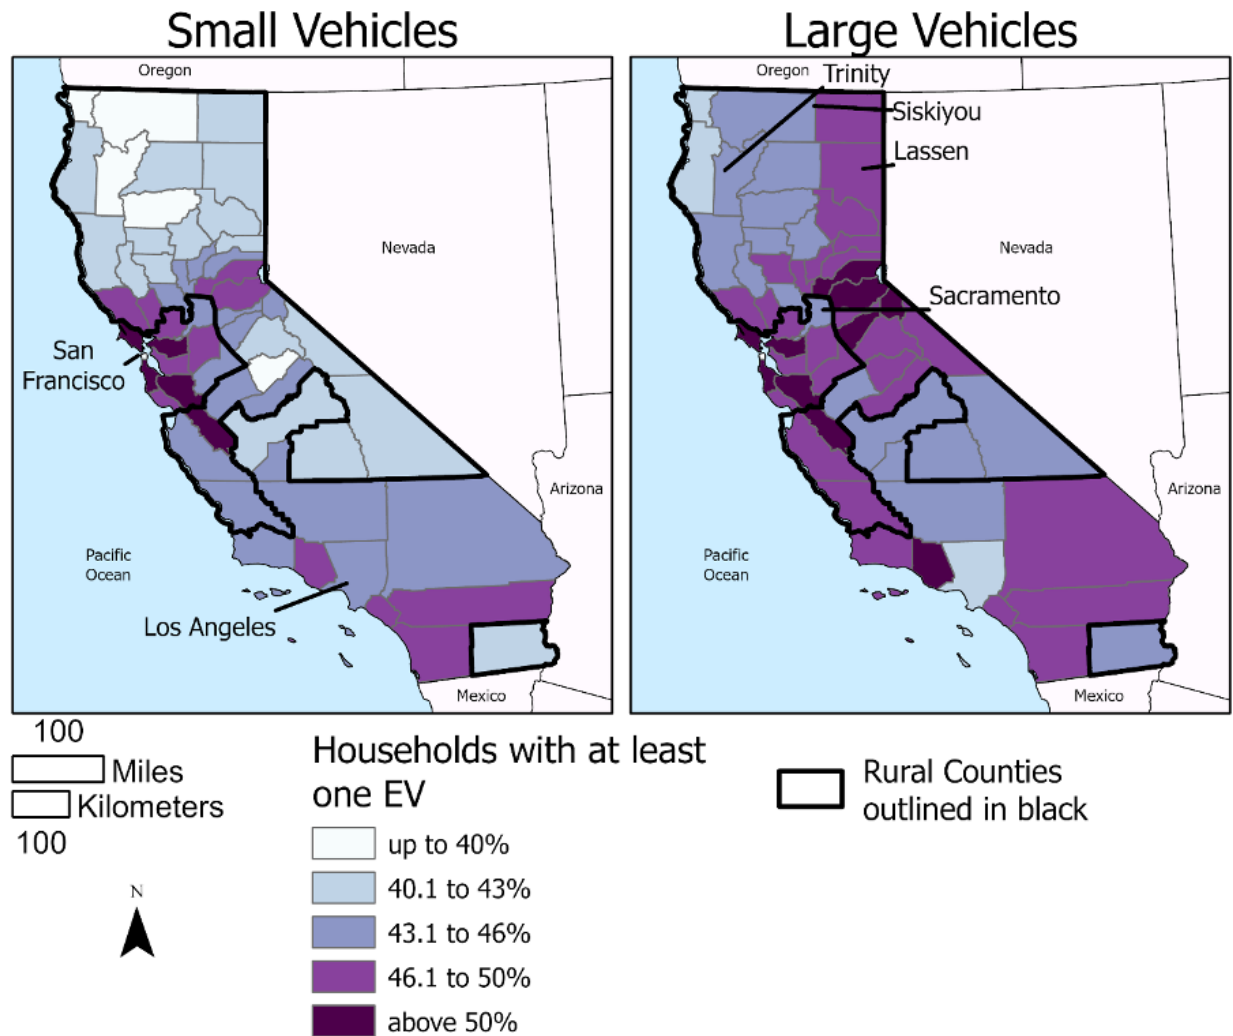 Small Vehicles
Large Vehicles
Oregon
Nevada
San
Francisco
Los Angeles
Pacific
Ocean
Arizona
Mexico
Oregon
Trinity
Siskiyou
Lassen
Nevada
Sacramento
Pacific
Ocean
Arizona
Mexico
100
Miles
Kilometers
100
N
Households with at least
one EV
up to 40%
40.1 to 43%
43.1 to 46%
46.1 to 50%
above 50%
Rural Counties
outlined in black